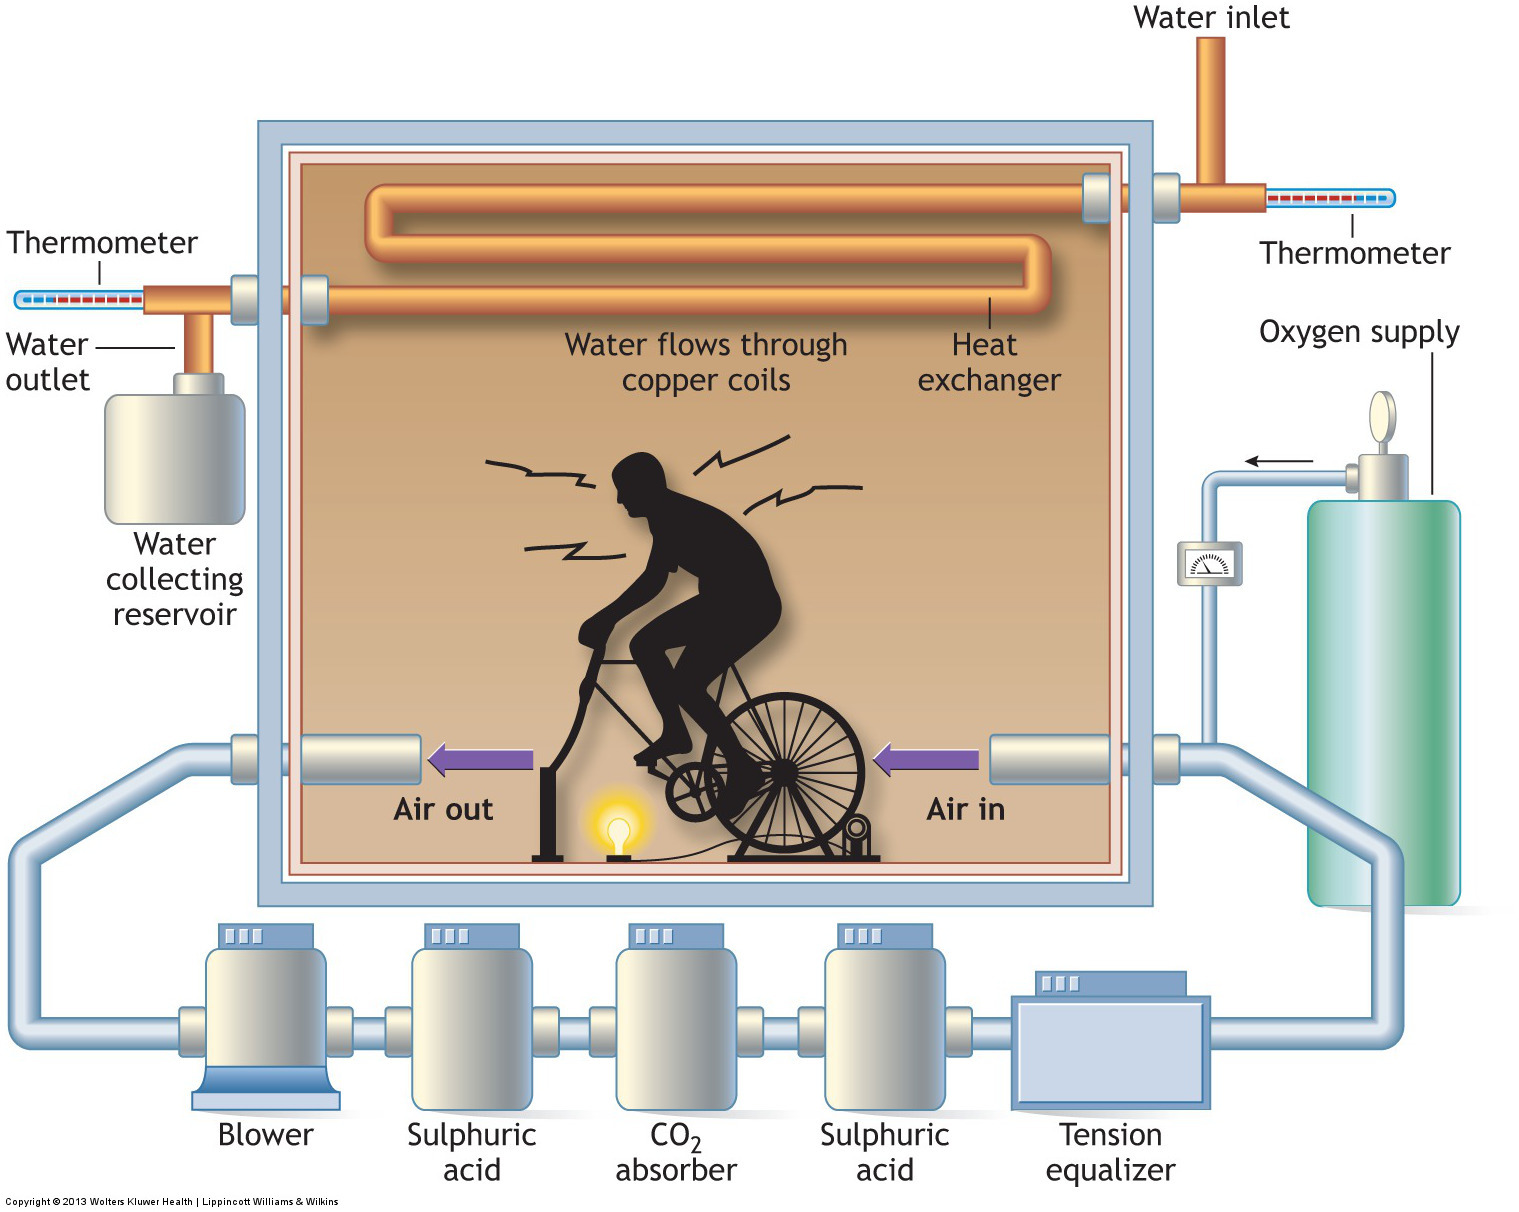 Water inlet
Thermometer
Thermometer
Water
outlet
Water flows through
copper coils
Heat
exchanger
Oxygen supply
Water
collecting
reservoir
Air out
Air in
Blower
Sulphuric
acid
CO₂
absorber
Sulphuric
acid
Tension
equalizer
Copyright © 2013 Wolters Kluwer Health | Lippincott Williams & Wilkins